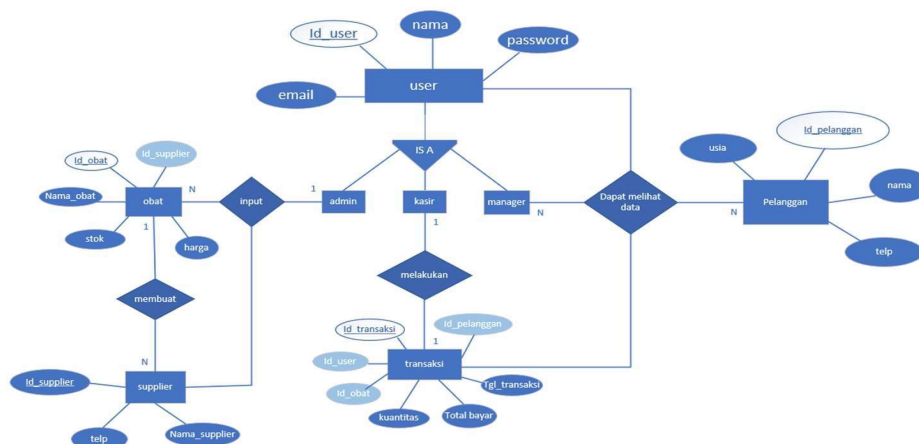 nama
Id_user
password
user
email
IS A
Id_pelanggan
usia
Id_supplier
Id_obat
nama
Nama_obat
obat
N
input
1
admin
kasir
manager
N
Dapat melihat
data
N
Pelanggan
1
stok
harga
1
telp
melakukan
membuat
Id_transaksi
Id_pelanggan
1
N
Id_user
transaksi
Id_supplier
supplier
Id_obat
Tgl_transaksi
kuantitas
Total bayar
telp
Nama_supplier